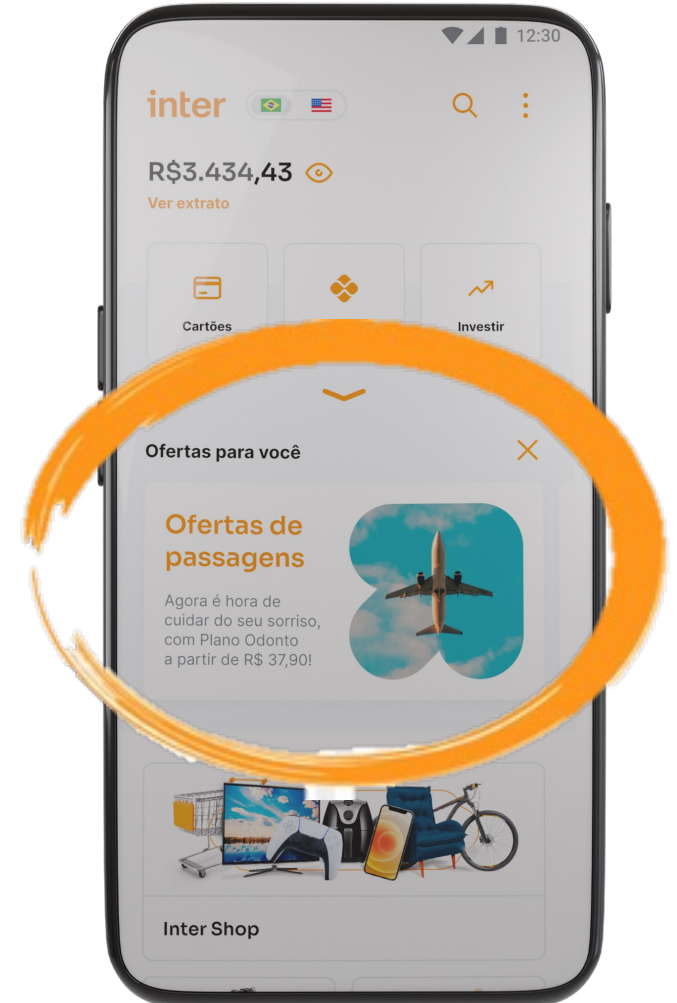 12:30
inter
R$3.434,43
Ver extrato
Cartões
Investir
Ofertas para você
Ofertas de
passagens
Agora é hora de
cuidar do seu sorriso,
com Plano Odonto
a partir de R$ 37,90!
Inter Shop